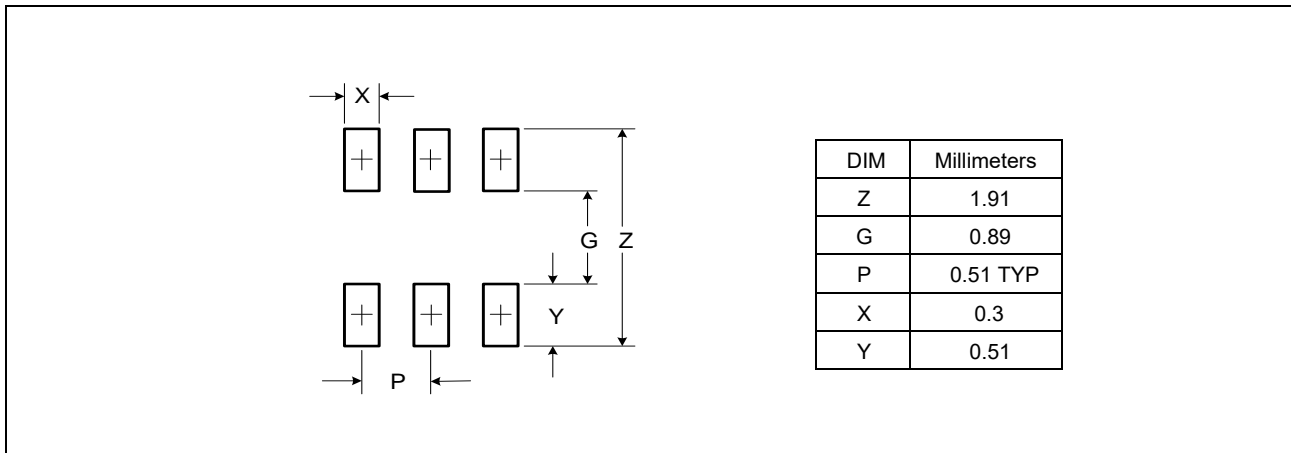 X
G
Z
Y
P
DIM Millimeters
Z 1.91
G 0.89
P 0.51 TYP
X 0.3
Y 0.51